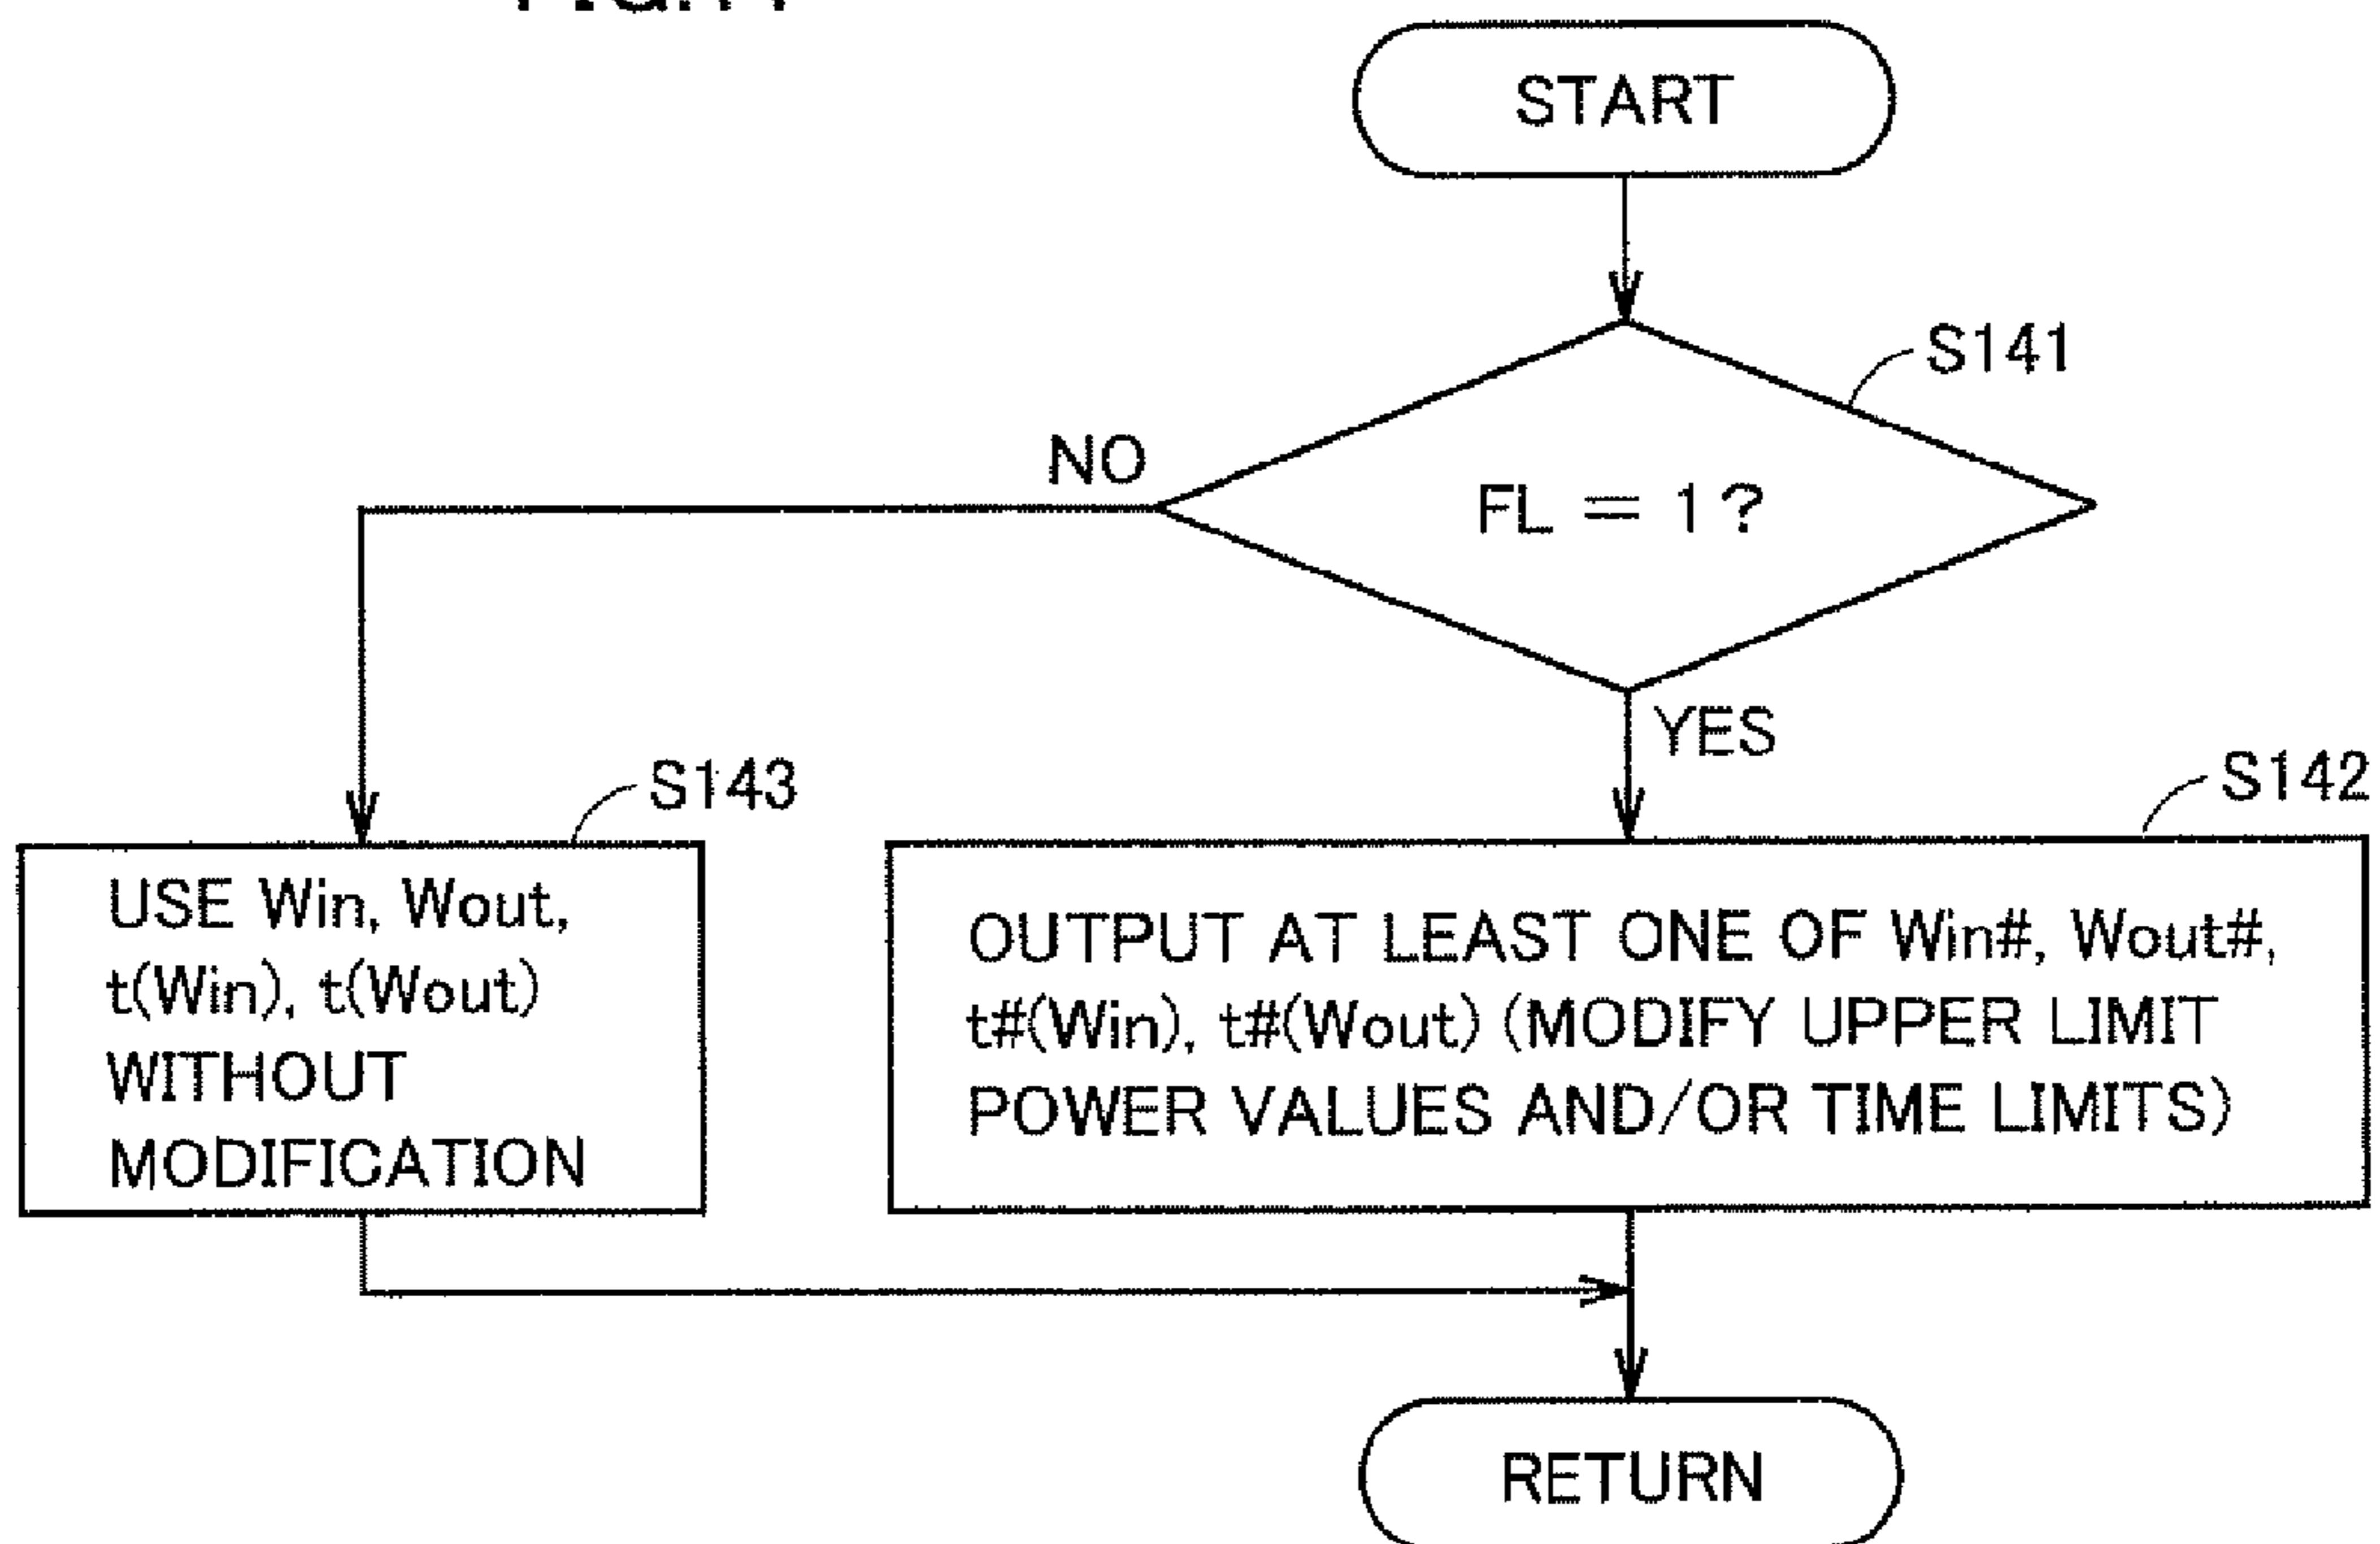 START
S141
NO
FL = 1?
YES
S143
S142
USE Win, Wout,
t(Win), t(Wout)
WITHOUT
MODIFICATION
OUTPUT AT LEAST ONE OF Win#, Wout#,
t#(Win), t#(Wout) (MODIFY UPPER LIMIT
POWER VALUES AND/OR TIME LIMITS)
RETURN